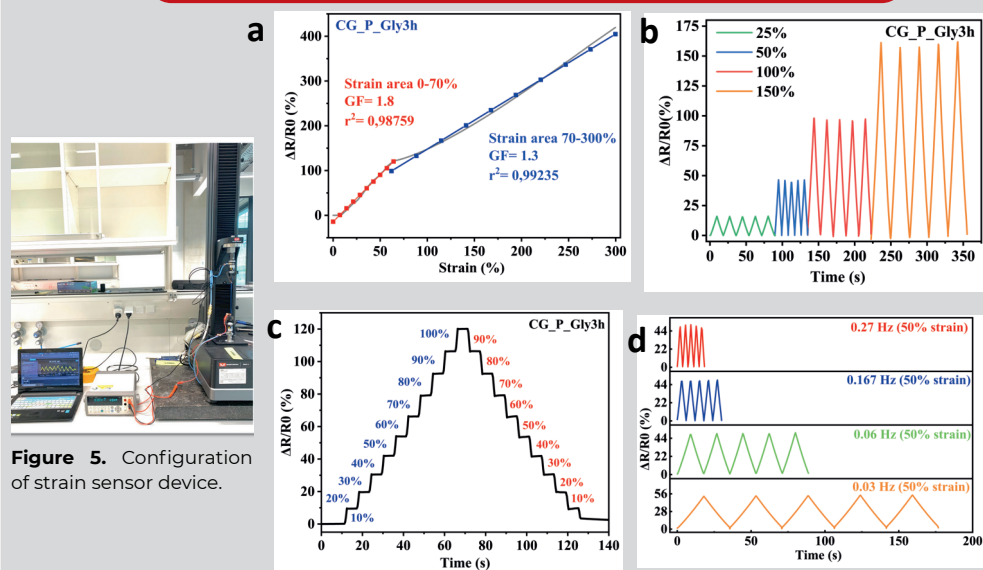 a
CG_P_Gly3h
400
300
200
100
0
ΔR/R0 (%)
Strain area 0-70%
GF= 1.8
r²= 0,98759
Strain area 70-300%
GF= 1.3
r²= 0,99235
0 50 100 150 200 250 300
Strain (%)
b
CG_P_Gly3h
25%
50%
100%
150%
175
150
125
100
75
50
25
0
ΔR/R0(%)
0 50 100 150 200 250 300 350
Time (s)
Figure 5. Configuration
of strain sensor device.
c
CG_P_Gly3h
120
100
80
60
40
20
0
ΔR/R0 (%)
100%
90%
80%
70%
60%
50%
40%
30%
20%
10%
90%
80%
70%
60%
50%
40%
30%
20%
10%
0 20 40 60 80 100 120 140
Time (s)
d
0.27 Hz (50% strain)
44
22
0
0.167 Hz (50% strain)
44
22
0
0.06 Hz (50% strain)
44
22
0
0.03 Hz (50% strain)
56
28
0
ΔR/R0 (%)
0 50 100 150 200
Time (s)